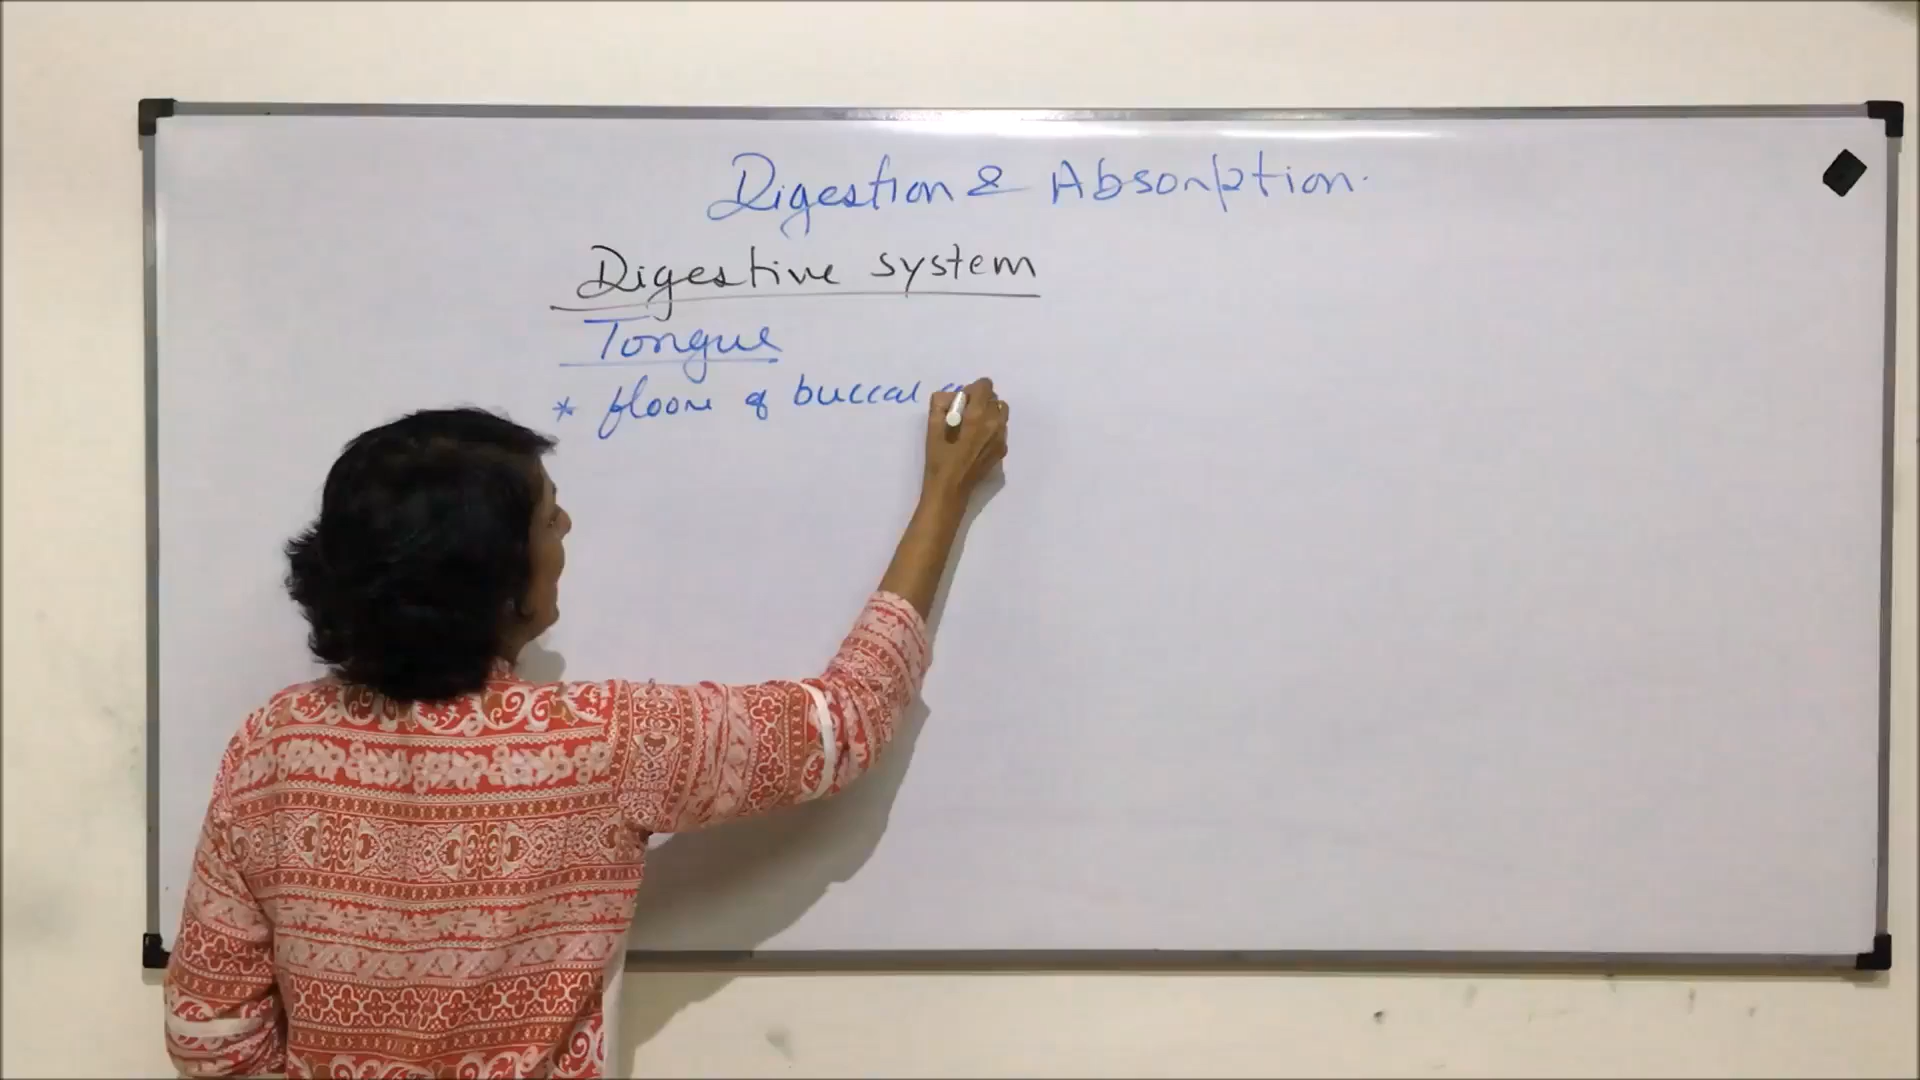 Digestion & Absorption.
Digestive system
Tongue
* floor of buccal